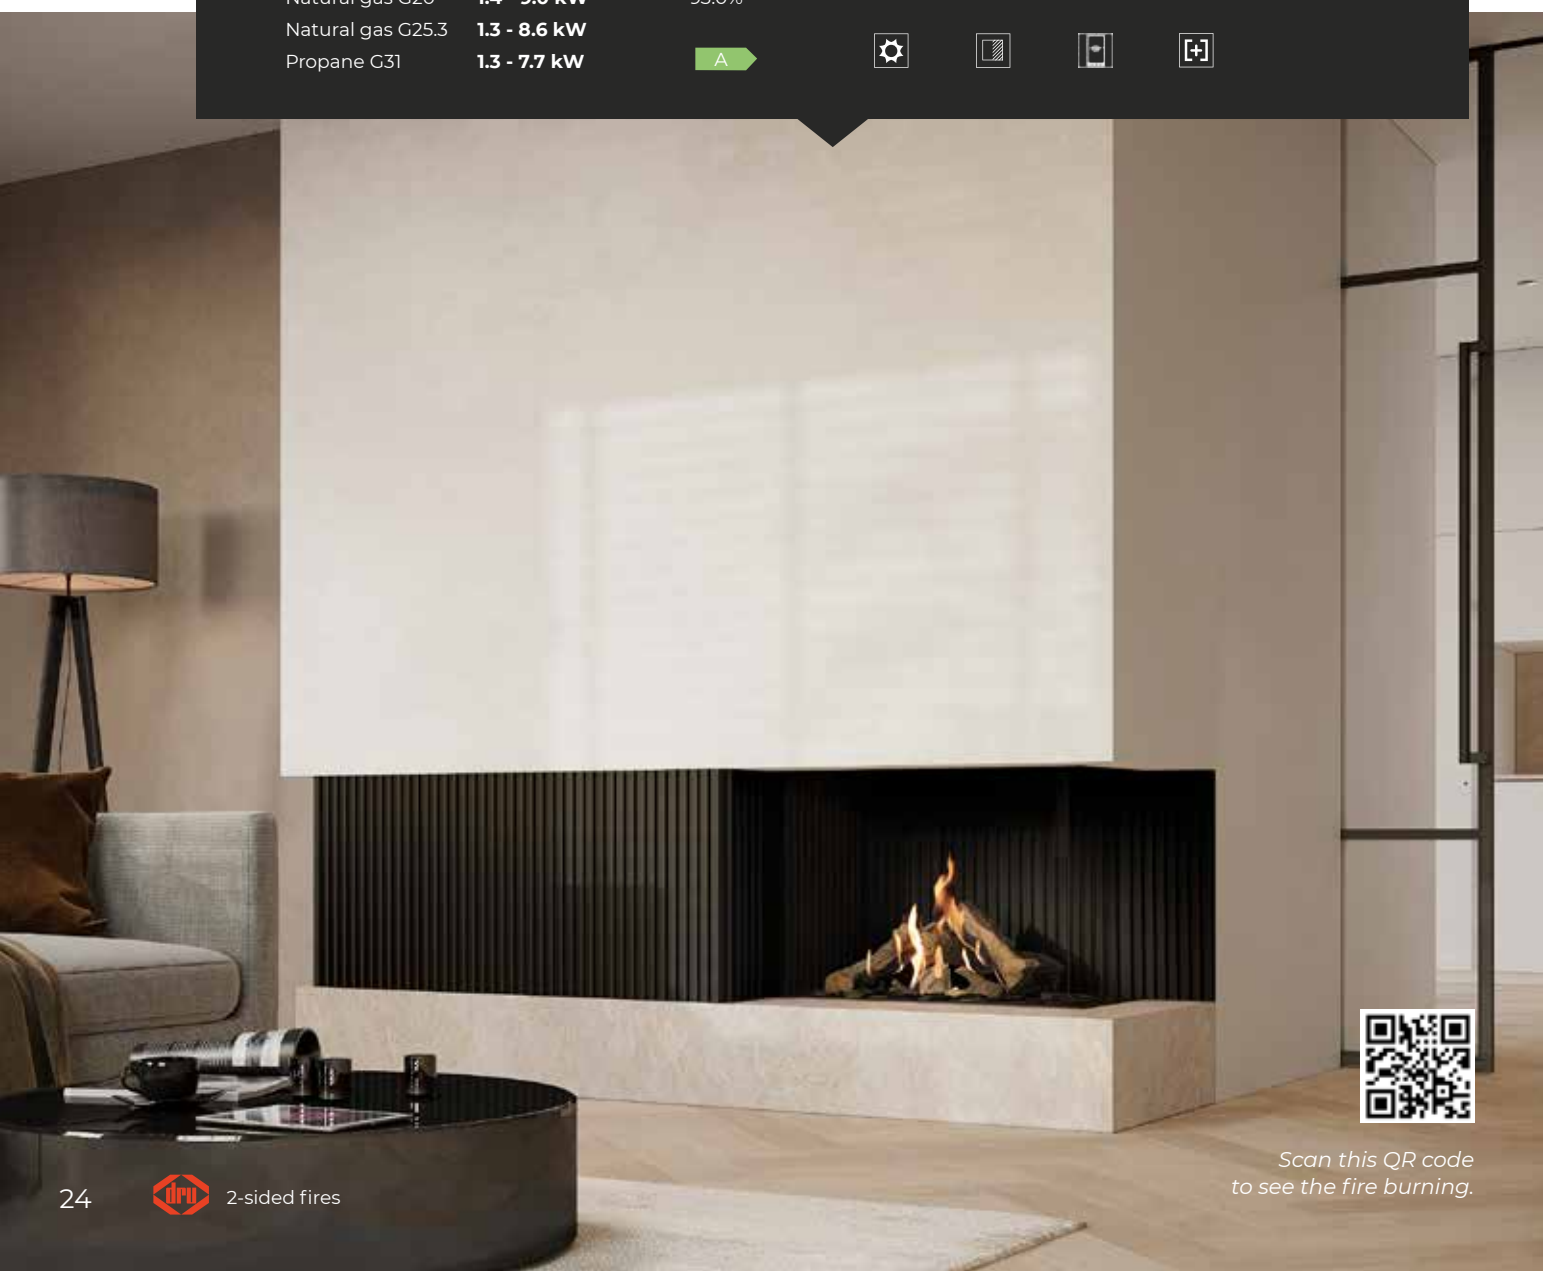 Natural gas G25.3 1.3 - 8.6 kW
Propane G31 1.3 - 7.7 kW
A
Scan this QR code
to see the fire burning.
24 dru 2-sided fires